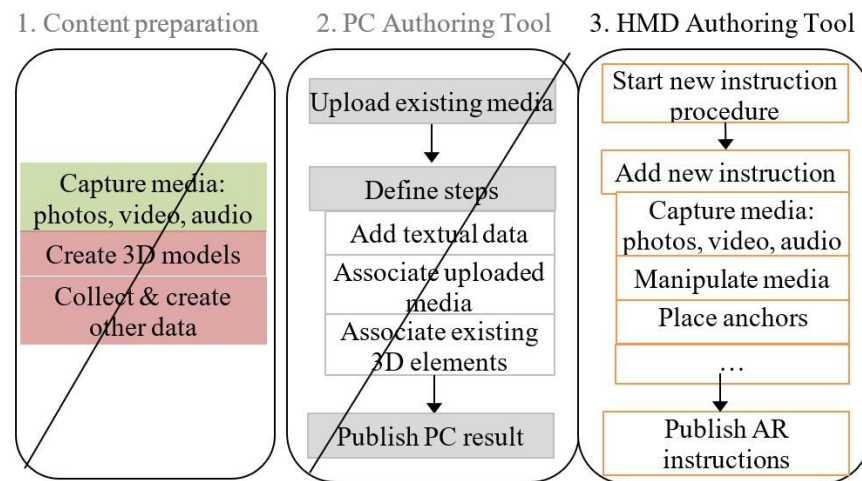 1. Content preparation
Capture media:
photos, video, audio
Create 3D models
Collect & create
other data
2. PC Authoring Tool
Upload existing media
Define steps
Add textual data
Associate uploaded
media
Associate existing
3D elements
Publish PC result
3. HMD Authoring Tool
Start new instruction
procedure
Add new instruction
Capture media:
photos, video, audio
Manipulate media
Place anchors
…
Publish AR
instructions